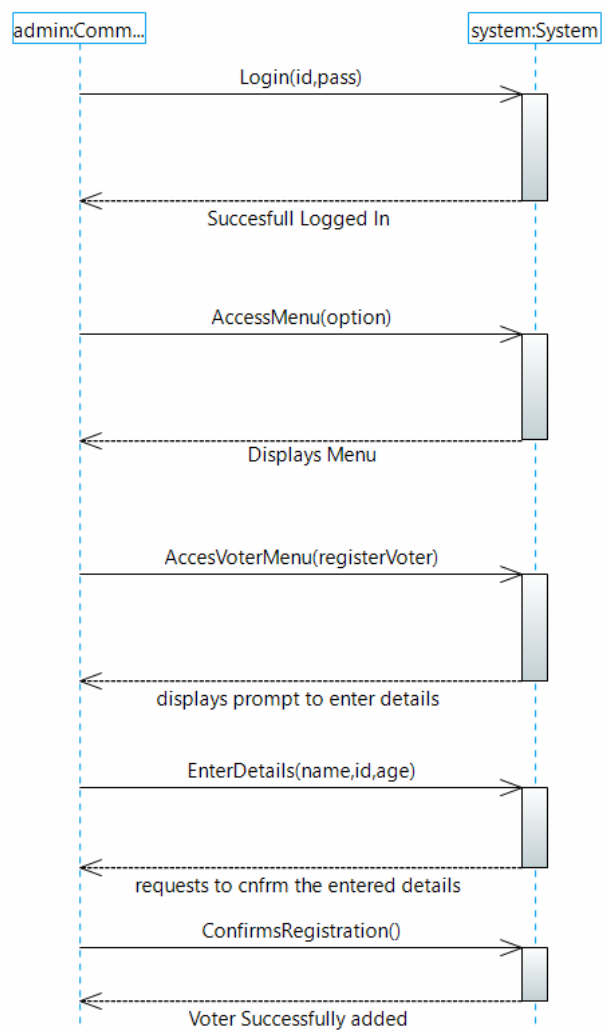 admin:Comm...
system:System
Login(id,pass)
Succesfull Logged In
AccessMenu(option)
Displays Menu
AccesVoterMenu(registerVoter)
displays prompt to enter details
EnterDetails(name,id,age)
requests to cnfrm the entered details
ConfirmsRegistration()
Voter Successfully added